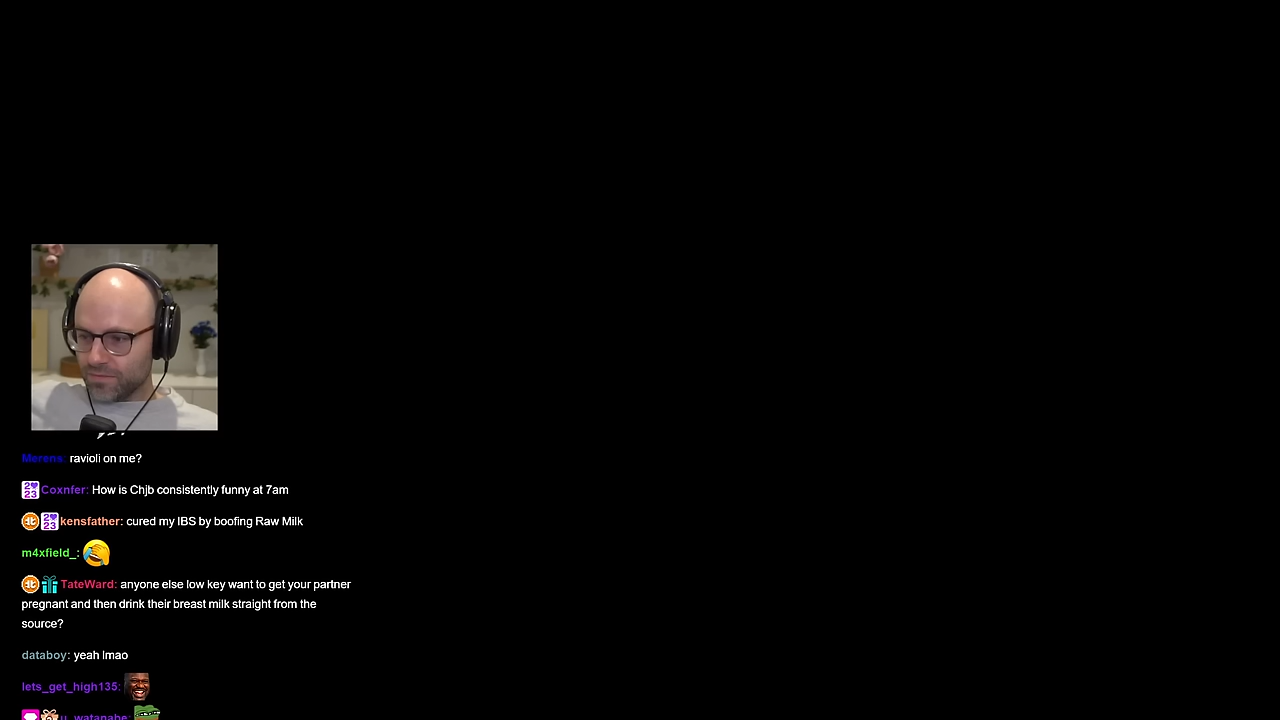 Morens: ravioli on me?
Coxnfer: How is Chjb consistently funny at 7am
kensfather: cured my IBS by boofing Raw Milk
m4xfield_:
TateWard: anyone else low key want to get your partner
pregnant and then drink their breast milk straight from the
source?
databoy: yeah lmao
lets_get_high135:
u_watanabe: